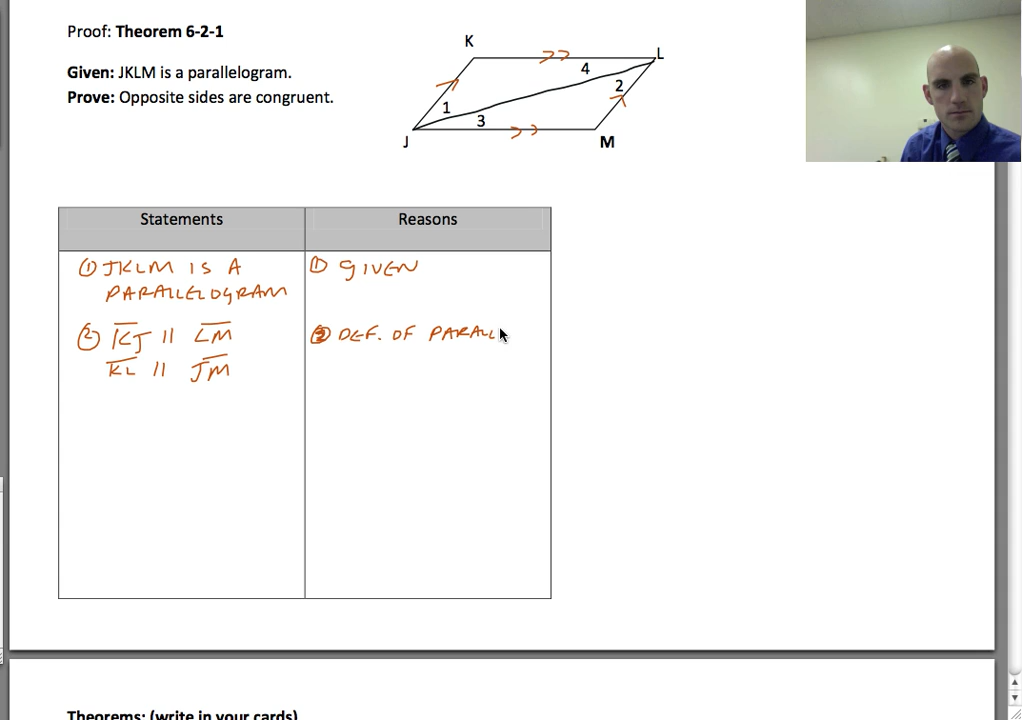 Proof: Theorem 6-2-1
Given: JKLM is a parallelogram.
Prove: Opposite sides are congruent.
K
L
4
2
1
3
J
M
Statements
Reasons
① JKLM IS A
PARALLELOGRAM
① GIVEN
② KJ || LM
KL || JM
② DEF. OF PARALL
Theorems: (write in your cards)